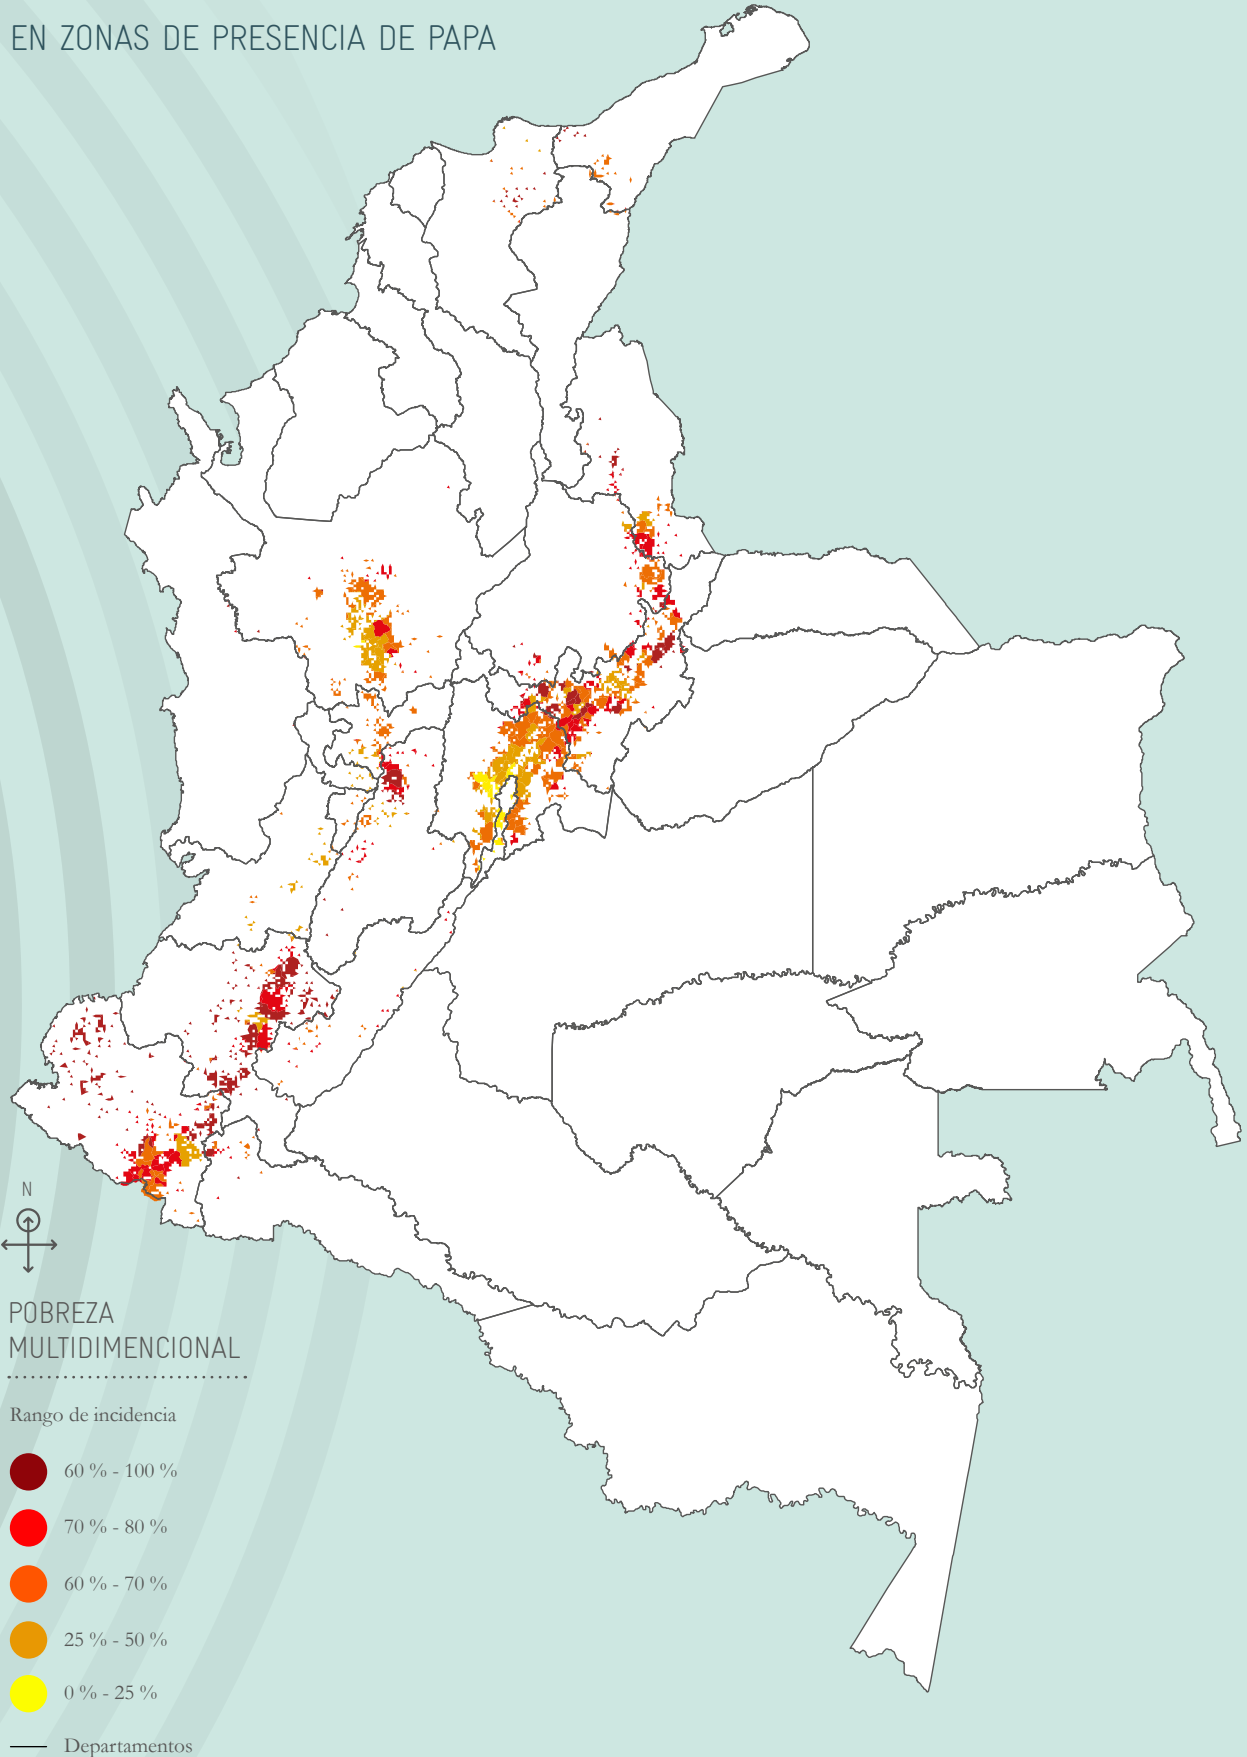 EN ZONAS DE PRESENCIA DE PAPA
N
POBREZA
MULTIDIMENCIONAL
Rango de incidencia
60 % - 100 %
70 % - 80 %
60 % - 70 %
25 % - 50 %
0 % - 25 %
Departamentos